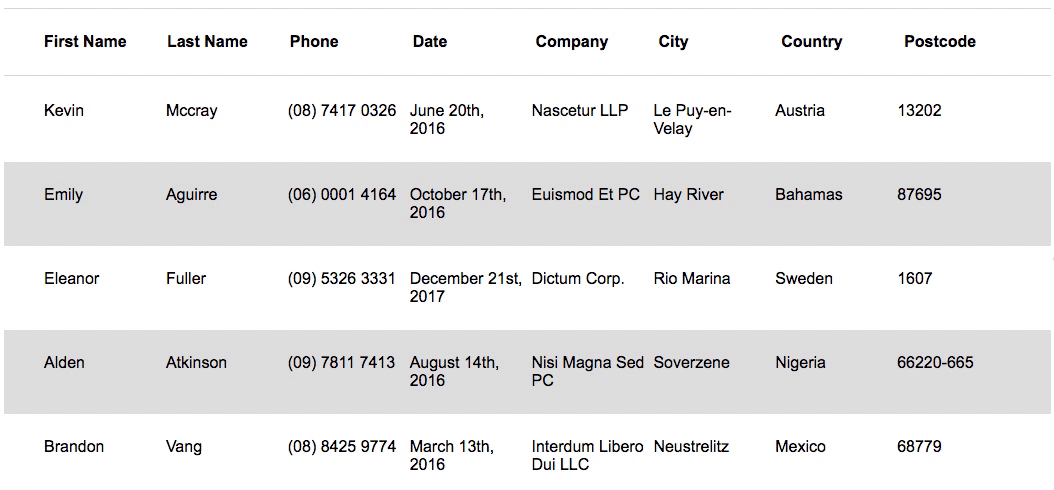 First Name Last Name Phone Date Company City Country Postcode
Kevin Mccray (08) 7417 0326 June 20th, Nascetur LLP Le Puy-en- Austria 13202
2016 Velay
Emily Aguirre (06) 0001 4164 October 17th, Euismod Et PC Hay River Bahamas 87695
2016
Eleanor Fuller (09) 5326 3331 December 21st, Dictum Corp. Rio Marina Sweden 1607
2017
Alden Atkinson (09) 7811 7413 August 14th, Nisi Magna Sed Soverzene Nigeria 66220-665
2016 PC
Brandon Vang (08) 8425 9774 March 13th, Interdum Libero Neustrelitz Mexico 68779
2016 Dui LLC